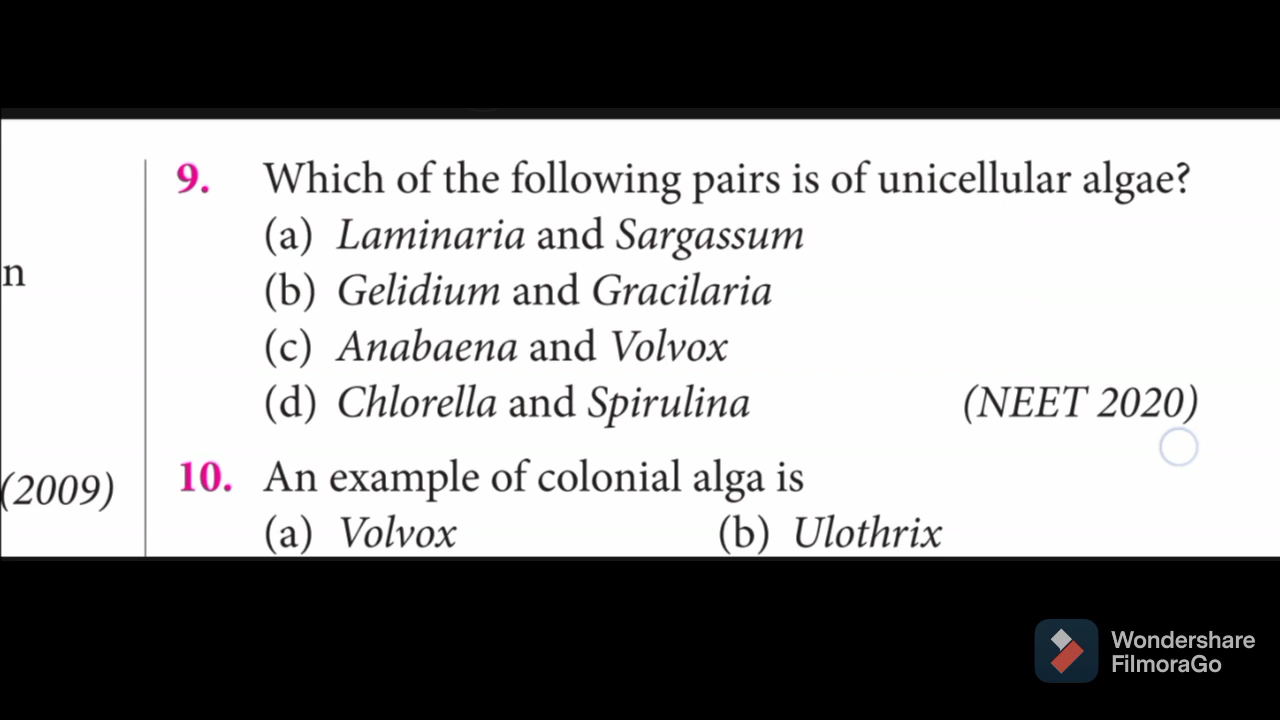 n
(2009)
9. Which of the following pairs is of unicellular algae?
(a) Laminaria and Sargassum
(b) Gelidium and Gracilaria
(c) Anabaena and Volvox
(d) Chlorella and Spirulina (NEET 2020)
10. An example of colonial alga is
(a) Volvox (b) Ulothrix
Wondershare
FilmoraGo